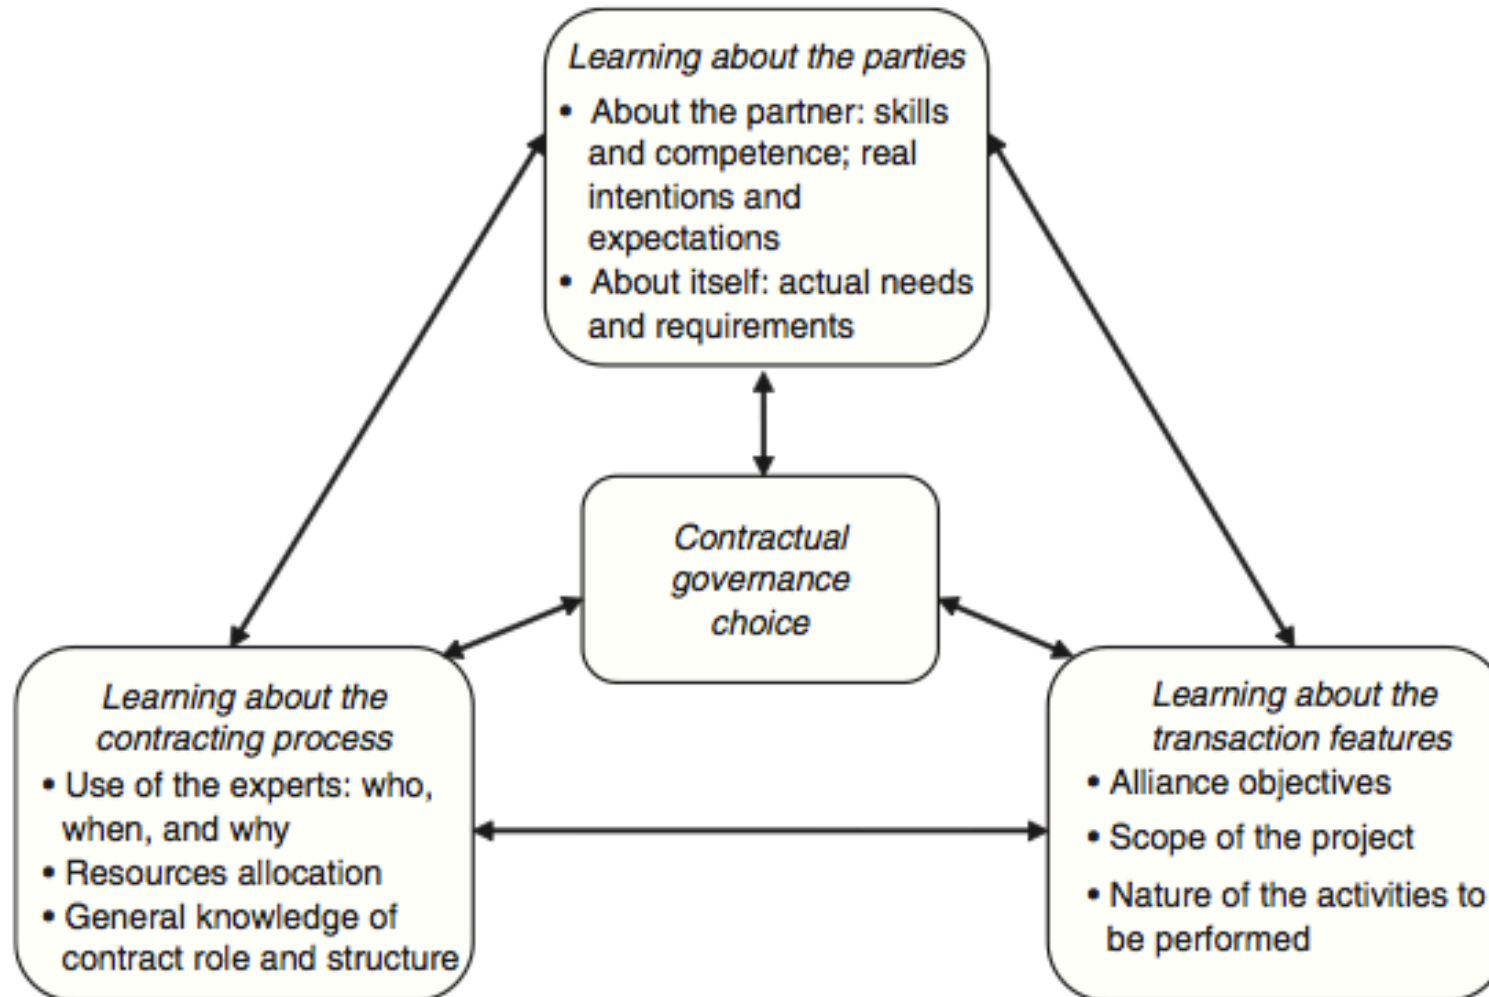 Learning about the parties
• About the partner: skills
and competence; real
intentions and
expectations
• About itself: actual needs
and requirements
Contractual
governance
choice
Learning about the
contracting process
• Use of the experts: who,
when, and why
• Resources allocation
• General knowledge of
contract role and structure
Learning about the
transaction features
• Alliance objectives
• Scope of the project
• Nature of the activities to
be performed